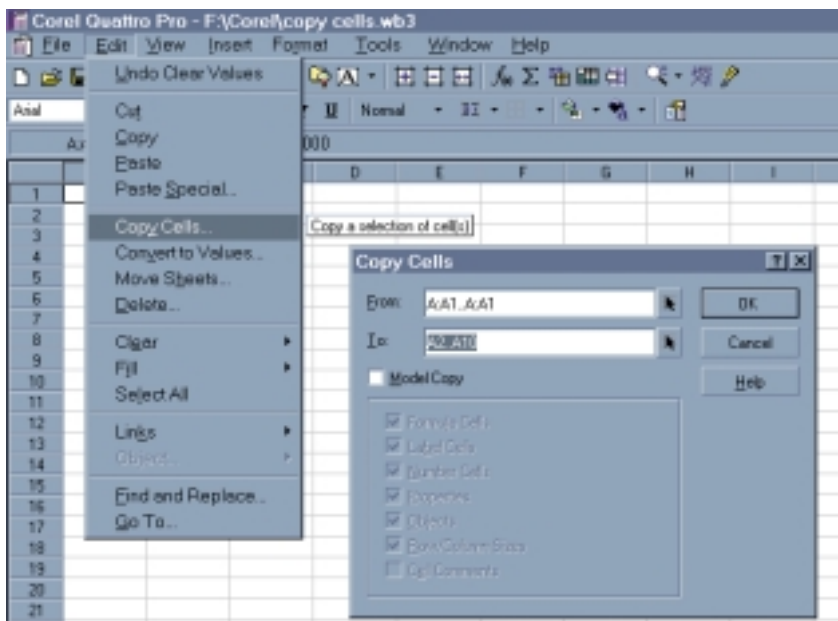 Corel Quattro Pro - F:\Corel\copy cells.wb3
File Edit View Insert Format Tools Window Help
Undo Clear Values
Arial
U Normal
Cut
Copy
000
Paste
Paste Special...
D E F G H I
1
2
Copy Cells...
Copy a selection of cell(s)
3
Convert to Values...
4
Copy Cells
Move Sheets...
5
Delete...
6
From: A:A1..A:A1
OK
7
Clear
8
To:
Cancel
Fill
9
Model Copy
Help
10
Select All
11
12
Formula Cells
Links
13
Label Cells
Object...
14
Number Cells
15
Properties
Find and Replace...
16
Objects
Go To...
17
Row/Column Sizes
18
Cell Comments
19
20
21